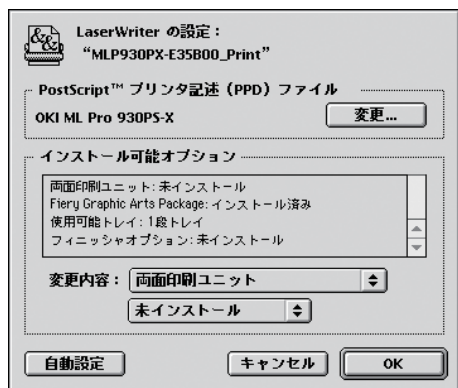 LaserWriter の設定：
“MLP930PX-E35B00_Print”
PostScript™ プリンタ記述（PPD）ファイル
OKI ML Pro 930PS-X
変更...
インストール可能オプション
両面印刷ユニット: 未インストール
Fiery Graphic Arts Package: インストール済み
使用可能トレイ: 1段トレイ
フィニッシャオプション: 未インストール
変更内容： 両面印刷ユニット
未インストール
自動設定 キャンセル OK